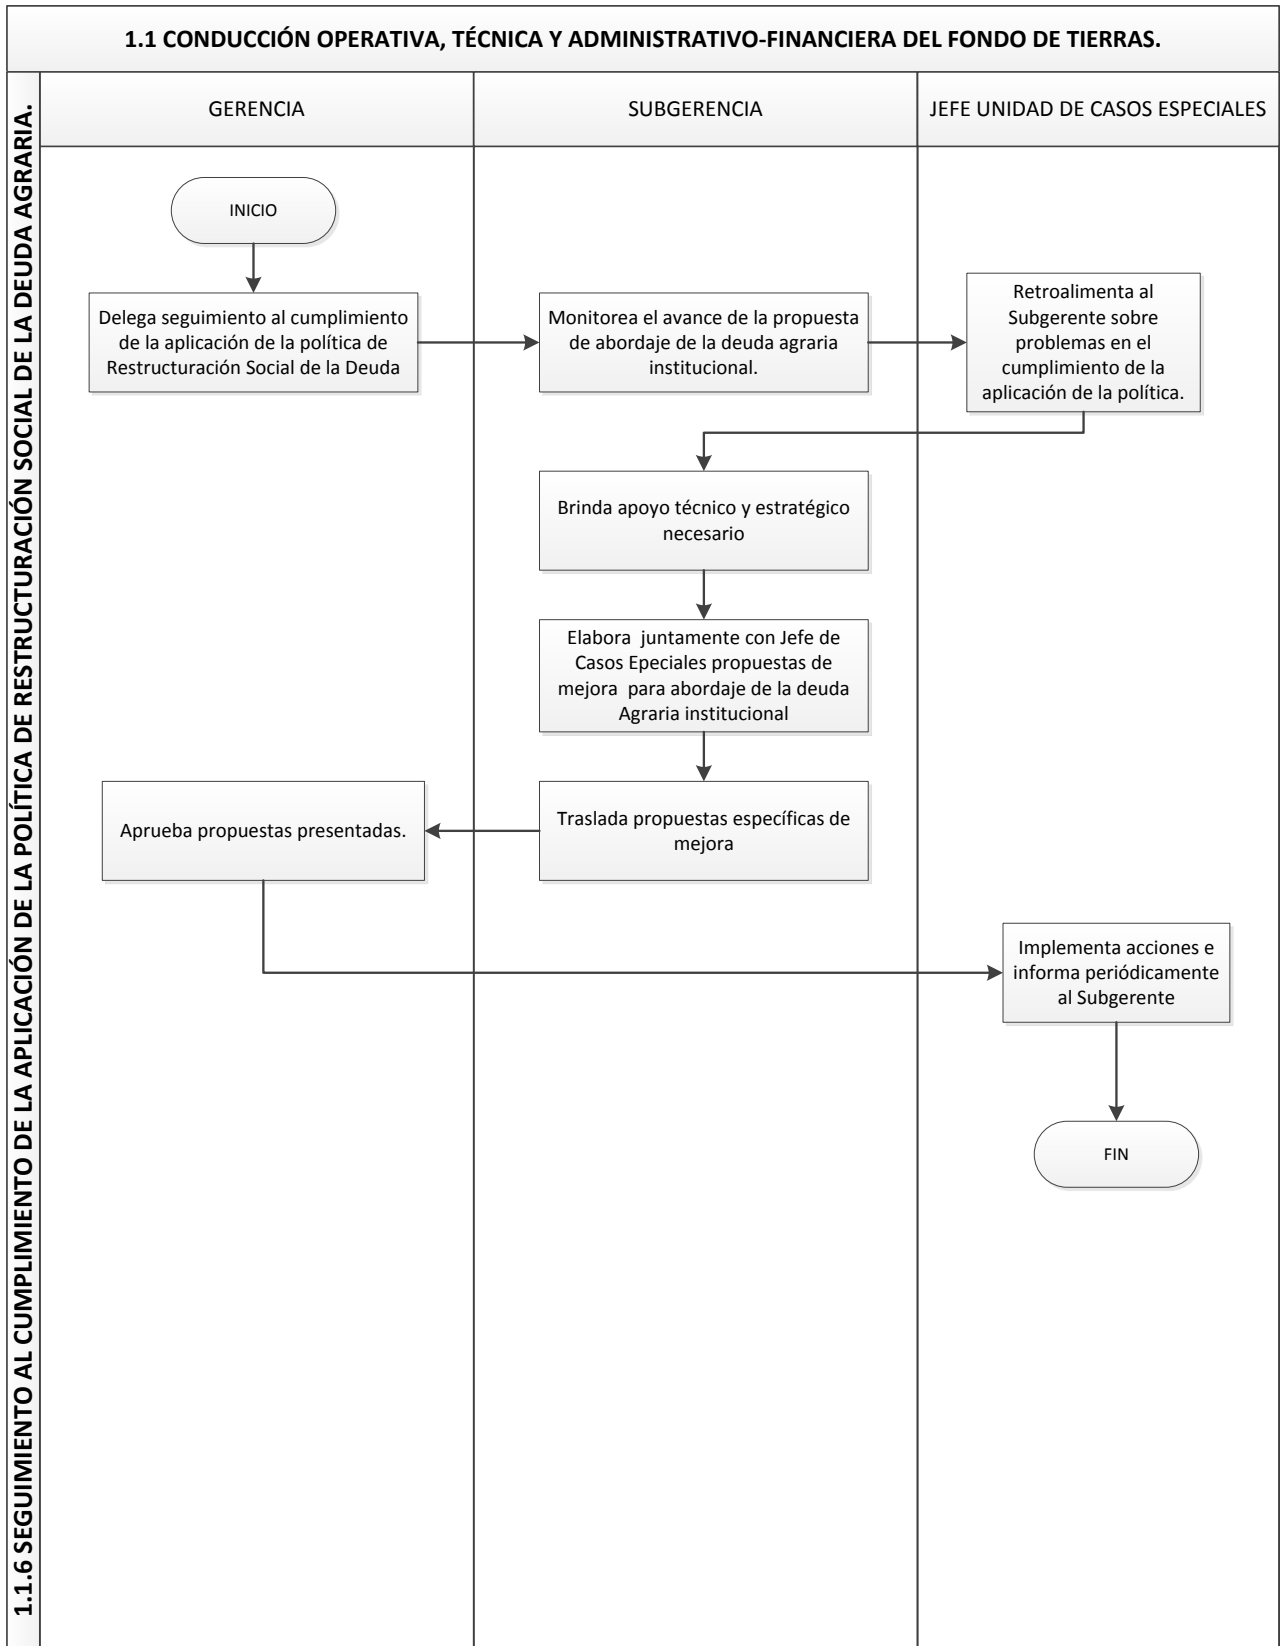 1.1 CONDUCCIÓN OPERATIVA, TÉCNICA Y ADMINISTRATIVO-FINANCIERA DEL FONDO DE TIERRAS.
1.1.6 SEGUIMIENTO AL CUMPLIMIENTO DE LA APLICACIÓN DE LA POLÍTICA DE RESTRUCTURACIÓN SOCIAL DE LA DEUDA AGRARIA.
GERENCIA
SUBGERENCIA
JEFE UNIDAD DE CASOS ESPECIALES
INICIO
Delega seguimiento al cumplimiento
de la aplicación de la política de
Restructuración Social de la Deuda
Monitorea el avance de la propuesta
de abordaje de la deuda agraria
institucional.
Retroalimenta al
Subgerente sobre
problemas en el
cumplimiento de la
aplicación de la política.
Brinda apoyo técnico y estratégico
necesario
Elabora  juntamente con Jefe de
Casos Epeciales propuestas de
mejora  para abordaje de la deuda
Agraria institucional
Traslada propuestas específicas de
mejora
Aprueba propuestas presentadas.
Implementa acciones e
informa periódicamente
al Subgerente
FIN